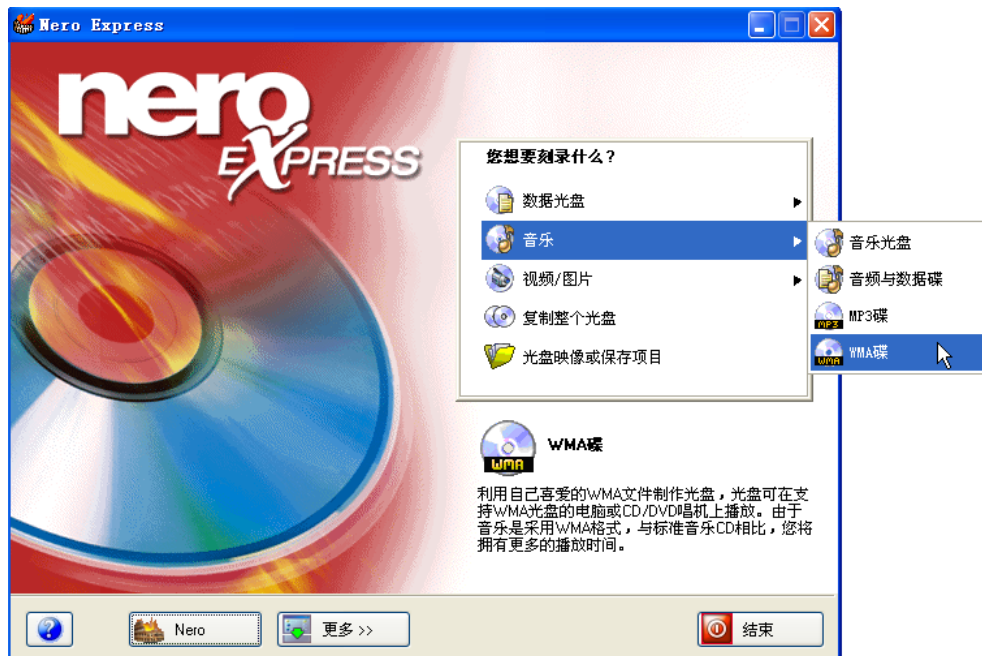 Nero Express
nero
EXPRESS
您想要刻录什么？
数据光盘
音乐
视频/图片
复制整个光盘
光盘映像或保存项目
音乐光盘
音频与数据碟
MP3
MP3碟
WMA
WMA碟
WMA
WMA碟
利用自己喜爱的WMA文件制作光盘，光盘可在支
持WMA光盘的电脑或CD/DVD唱机上播放。由于
音乐是采用WMA格式，与标准音乐CD相比，您将
拥有更多的播放时间。
?
Nero
更多 >>
结束